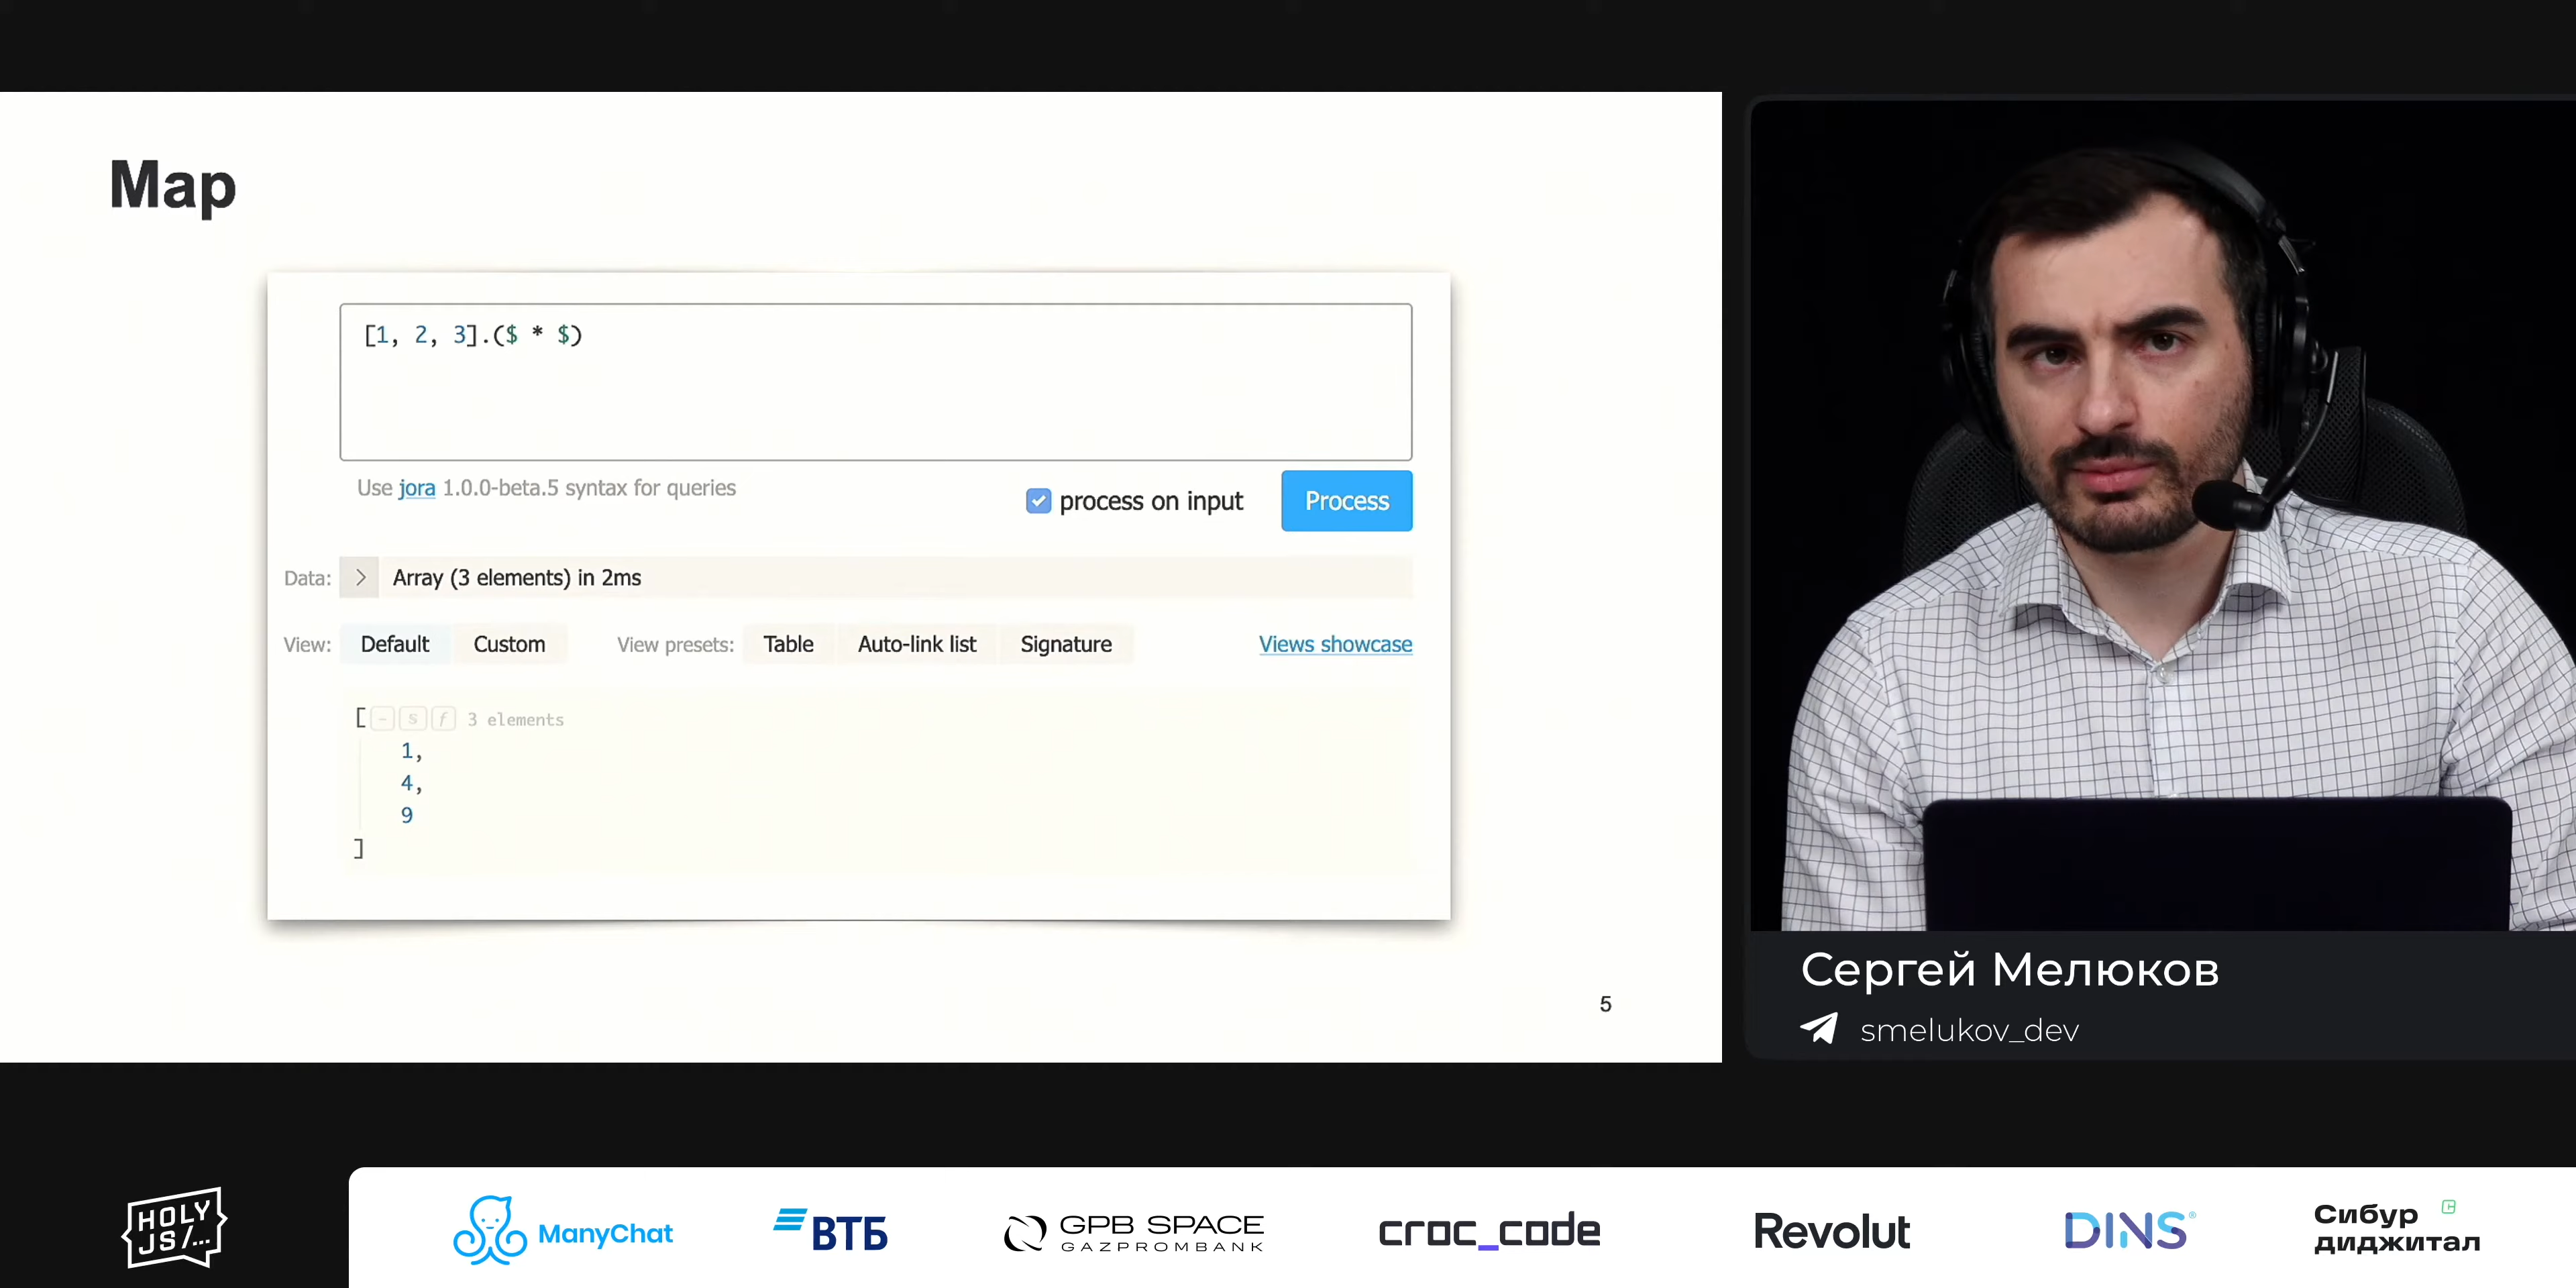 Map
[1, 2, 3].($ * $)
Use jora 1.0.0-beta.5 syntax for queries
process on input
Process
Data:
Array (3 elements) in 2ms
View:
Default
Custom
View presets:
Table
Auto-link list
Signature
Views showcase
[ - S f 3 elements
1,
4,
9
]
5
Сергей Мелюков
smelukov_dev
HOLY
JS/...
ManyChat
ВТБ
GPB SPACE
GAZPROMBANK
croc_code
Revolut
DINS®
Сибур
диджитал